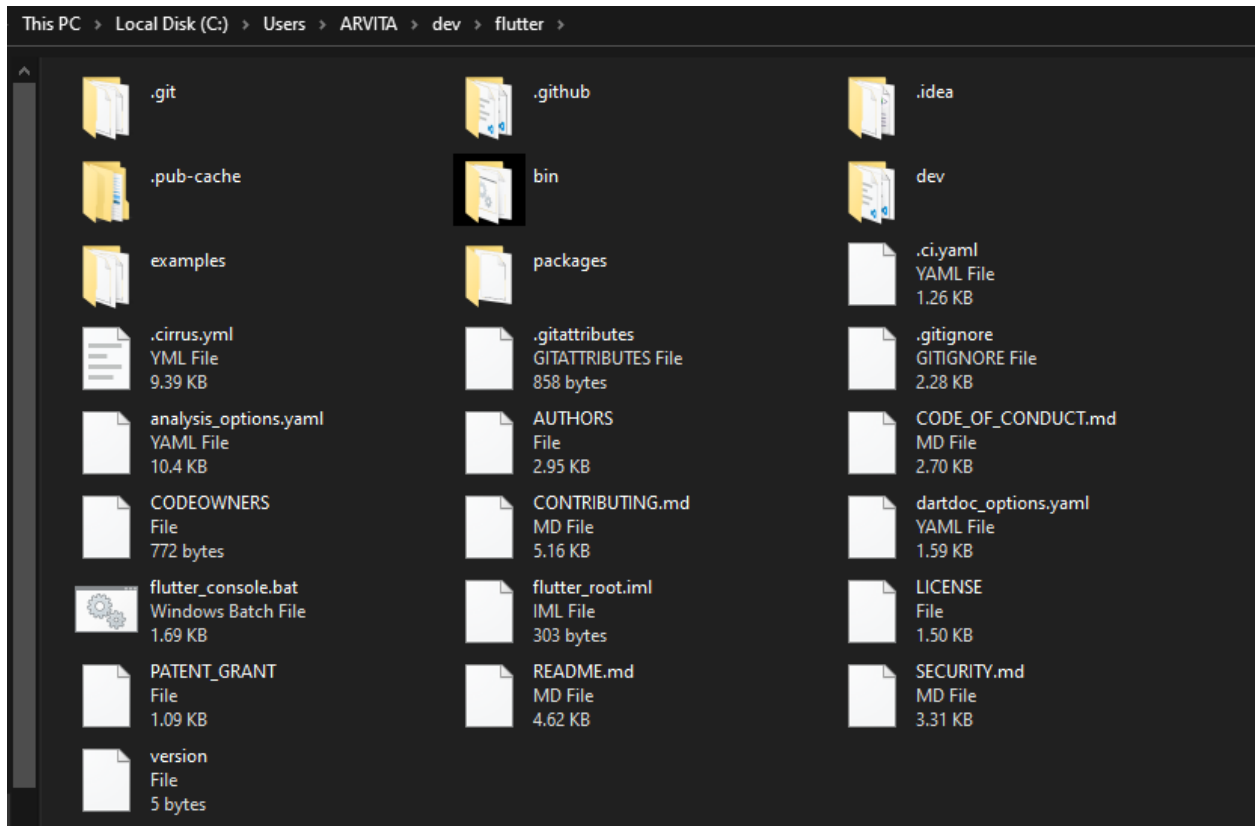 This PC > Local Disk (C:) > Users > ARVITA > dev > flutter >
.git
.github
.idea
.pub-cache
bin
dev
examples
packages
.ci.yaml
YAML File
1.26 KB
.cirrus.yml
YML File
9.39 KB
.gitattributes
GITATTRIBUTES File
858 bytes
.gitignore
GITIGNORE File
2.28 KB
analysis_options.yaml
YAML File
10.4 KB
AUTHORS
File
2.95 KB
CODE_OF_CONDUCT.md
MD File
2.70 KB
CODEOWNERS
File
772 bytes
CONTRIBUTING.md
MD File
5.16 KB
dartdoc_options.yaml
YAML File
1.59 KB
flutter_console.bat
Windows Batch File
1.69 KB
flutter_root.iml
IML File
303 bytes
LICENSE
File
1.50 KB
PATENT_GRANT
File
1.09 KB
README.md
MD File
4.62 KB
SECURITY.md
MD File
3.31 KB
version
File
5 bytes